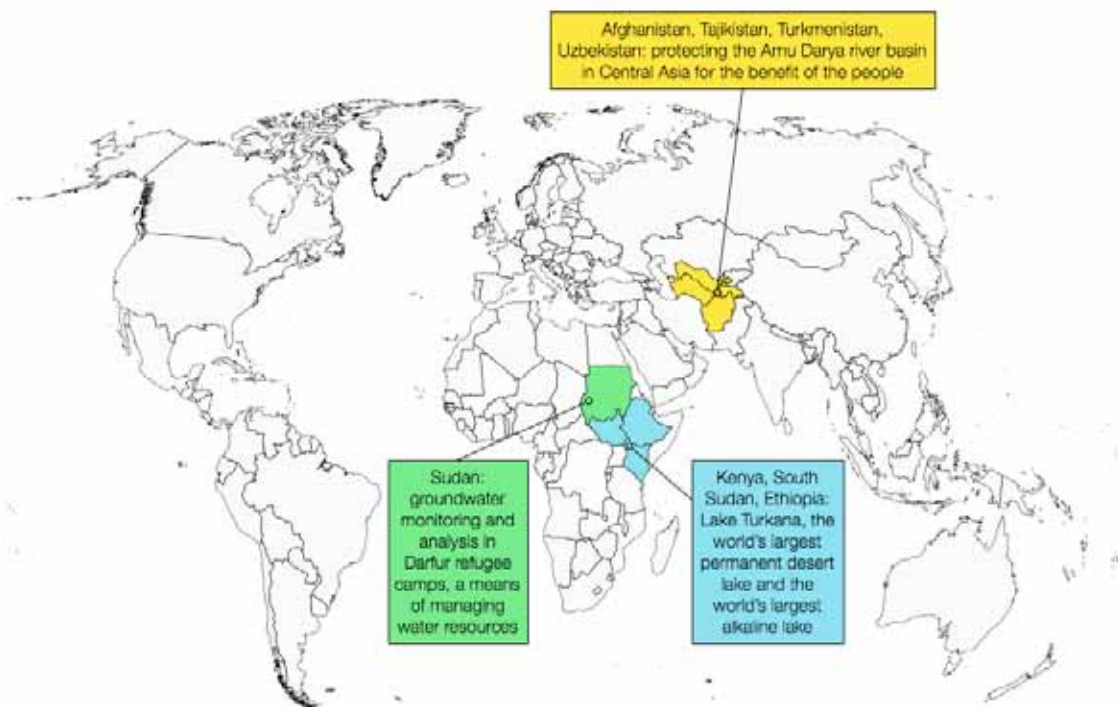 Afghanistan, Tajikistan, Turkmenistan,
Uzbekistan: protecting the Amu Darya river basin
in Central Asia for the benefit of the people
Sudan:
groundwater
monitoring and
analysis in
Darfur refugee
camps, a means
of managing
water resources
Kenya, South
Sudan, Ethiopia:
Lake Turkana, the
world's largest
permanent desert
lake and the
world's largest
alkaline lake